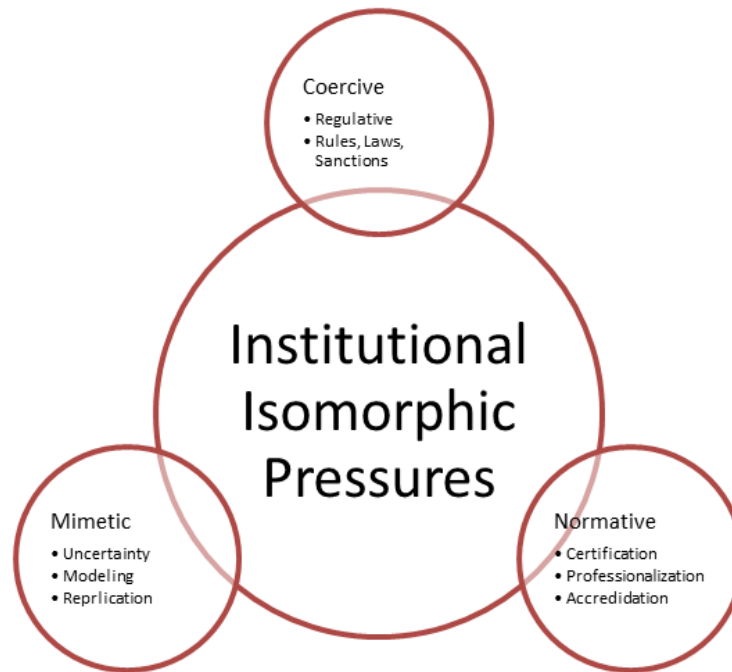 Coercive
• Regulative
• Rules, Laws,
Sanctions
Institutional
Isomorphic
Pressures
Mimetic
• Uncertainty
• Modeling
• Reprlication
Normative
• Certification
• Professionalization
• Accredidation